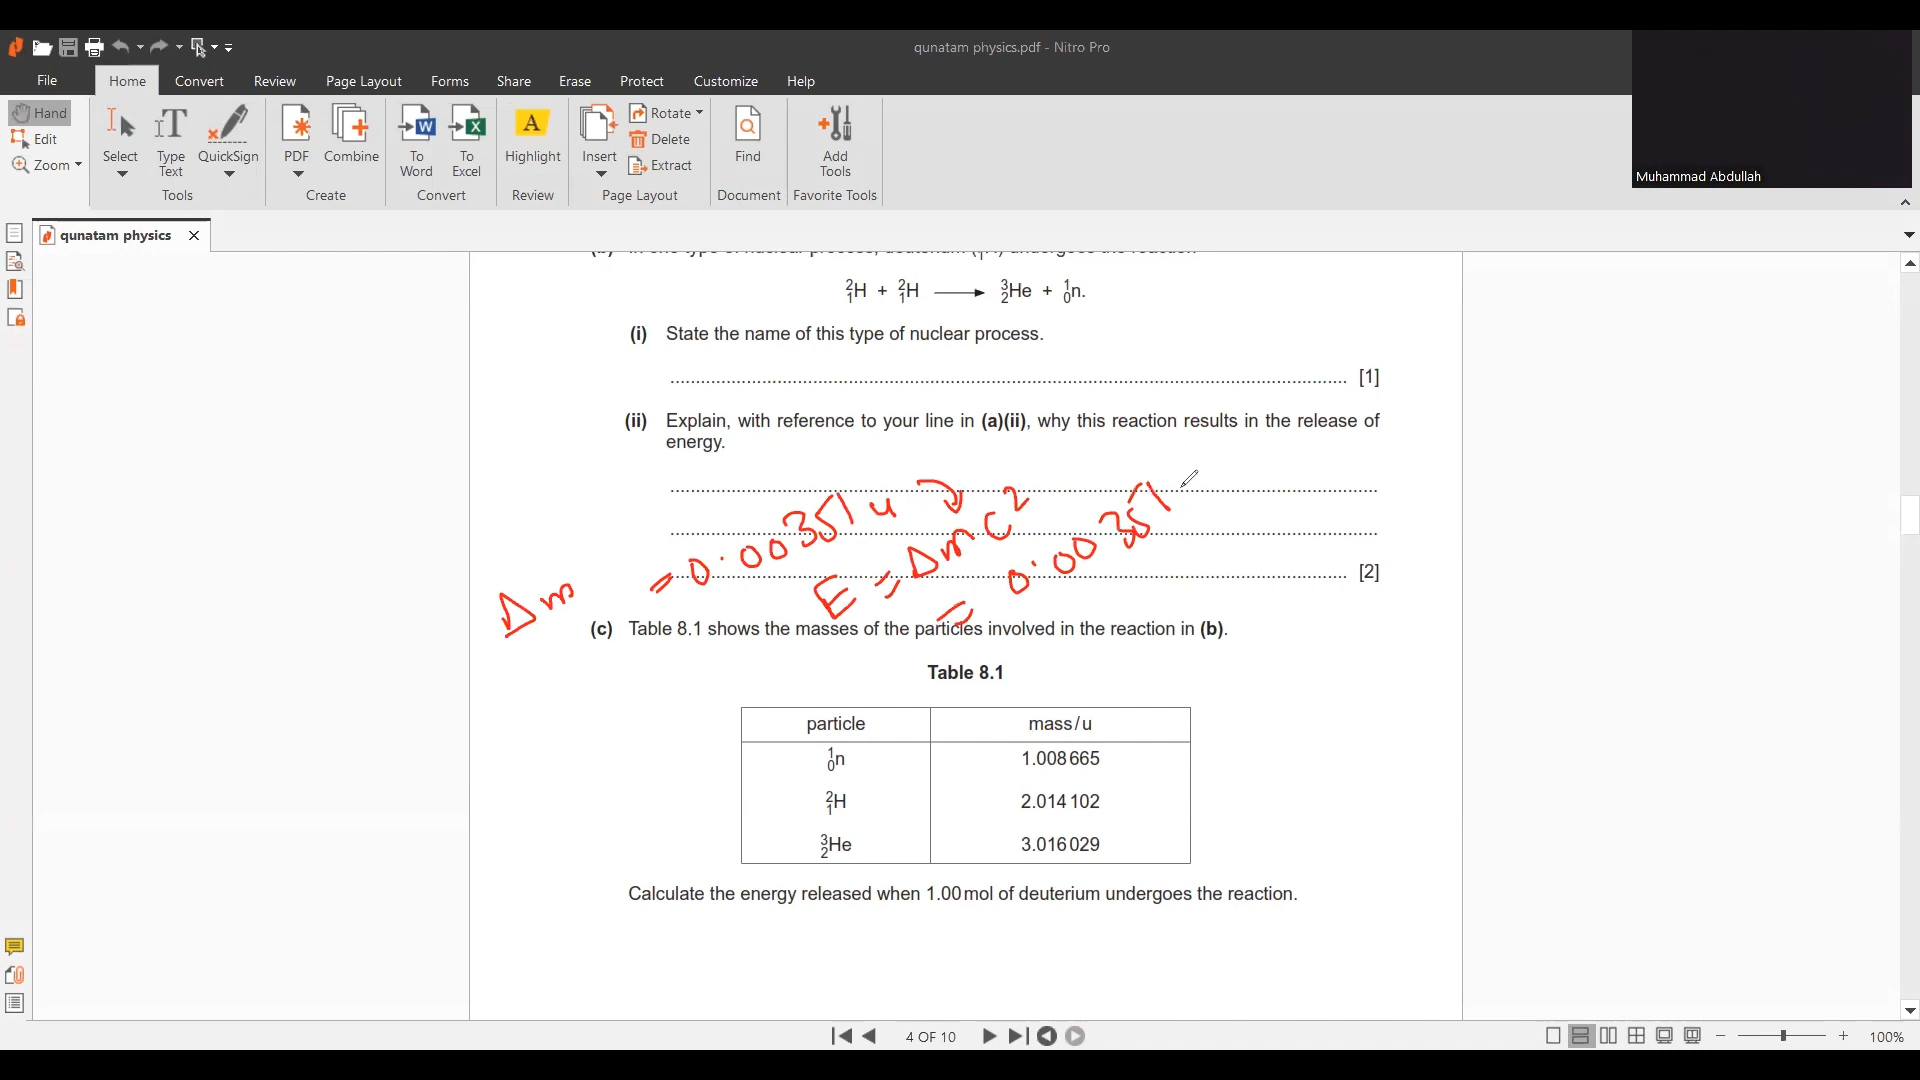 qunatam physics.pdf - Nitro Pro
File Home Convert Review Page Layout Forms Share Erase Protect Customize Help
Hand
Edit
Zoom
Select
Type Text
QuickSign
Tools
PDF
Combine
Create
To Word
To Excel
Convert
Highlight
Review
Insert
Rotate
Delete
Extract
Page Layout
Find
Document
Add Tools
Favorite Tools
Muhammad Abdullah
qunatam physics
²₁H + ²₁H ⟶ ³₂He + ¹₀n.
(i) State the name of this type of nuclear process.
[1]
(ii) Explain, with reference to your line in (a)(ii), why this reaction results in the release of
energy.
Δm = 0.00351 u
E = Δmc²
= 0.00351
[2]
(c) Table 8.1 shows the masses of the particles involved in the reaction in (b).
Table 8.1
particle mass/u
¹₀n 1.008 665
²₁H 2.014 102
³₂He 3.016 029
Calculate the energy released when 1.00 mol of deuterium undergoes the reaction.
4 OF 10
100%